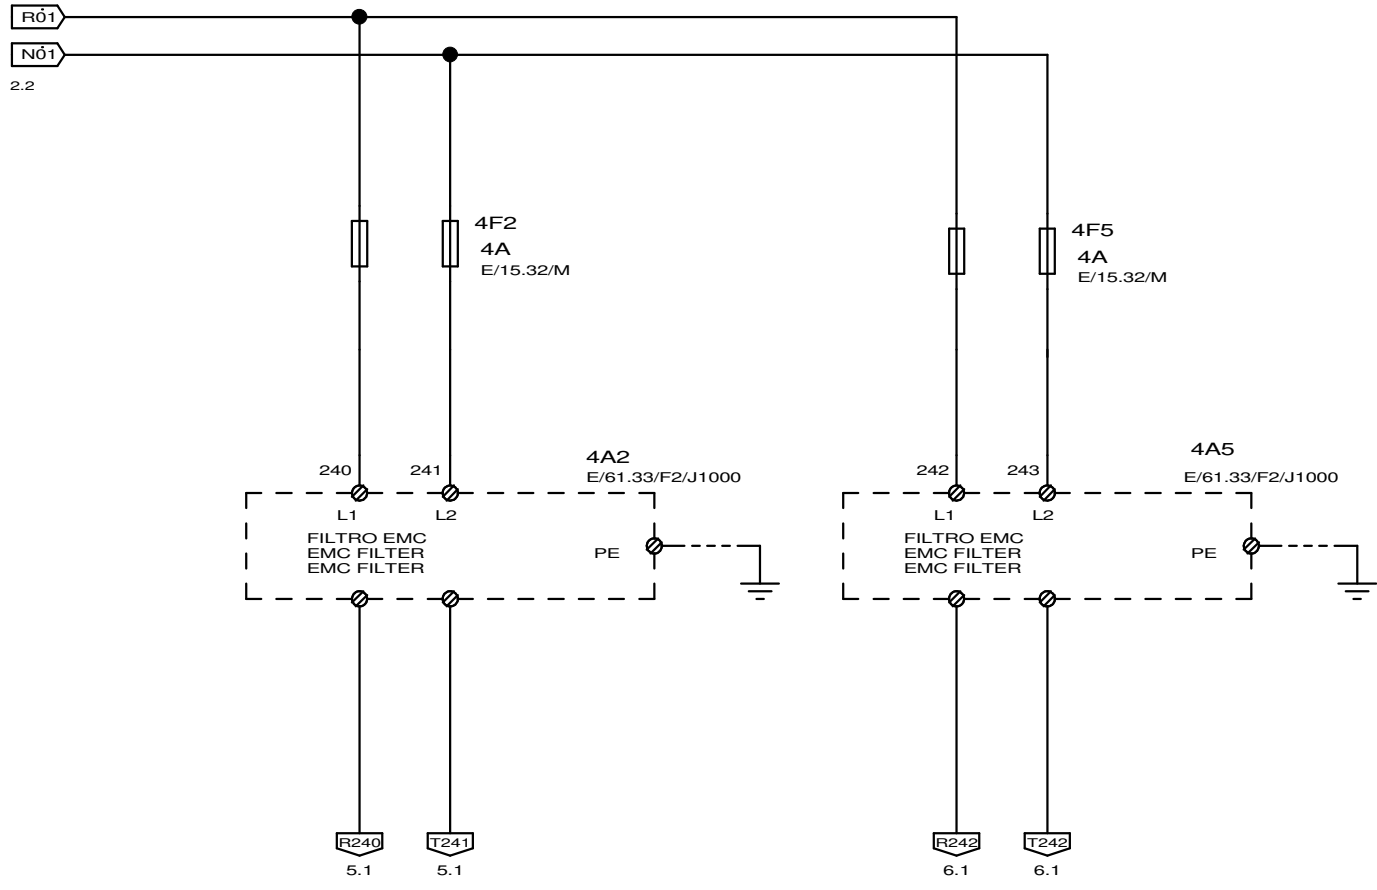 R01
N01
2.2
4F2
4A
E/15.32/M
4F5
4A
E/15.32/M
240
241
4A2
E/61.33/F2/J1000
L1
L2
FILTRO EMC
EMC FILTER
EMC FILTER
PE
242
243
4A5
E/61.33/F2/J1000
L1
L2
FILTRO EMC
EMC FILTER
EMC FILTER
PE
R240
T241
R242
T242
5.1
5.1
6.1
6.1